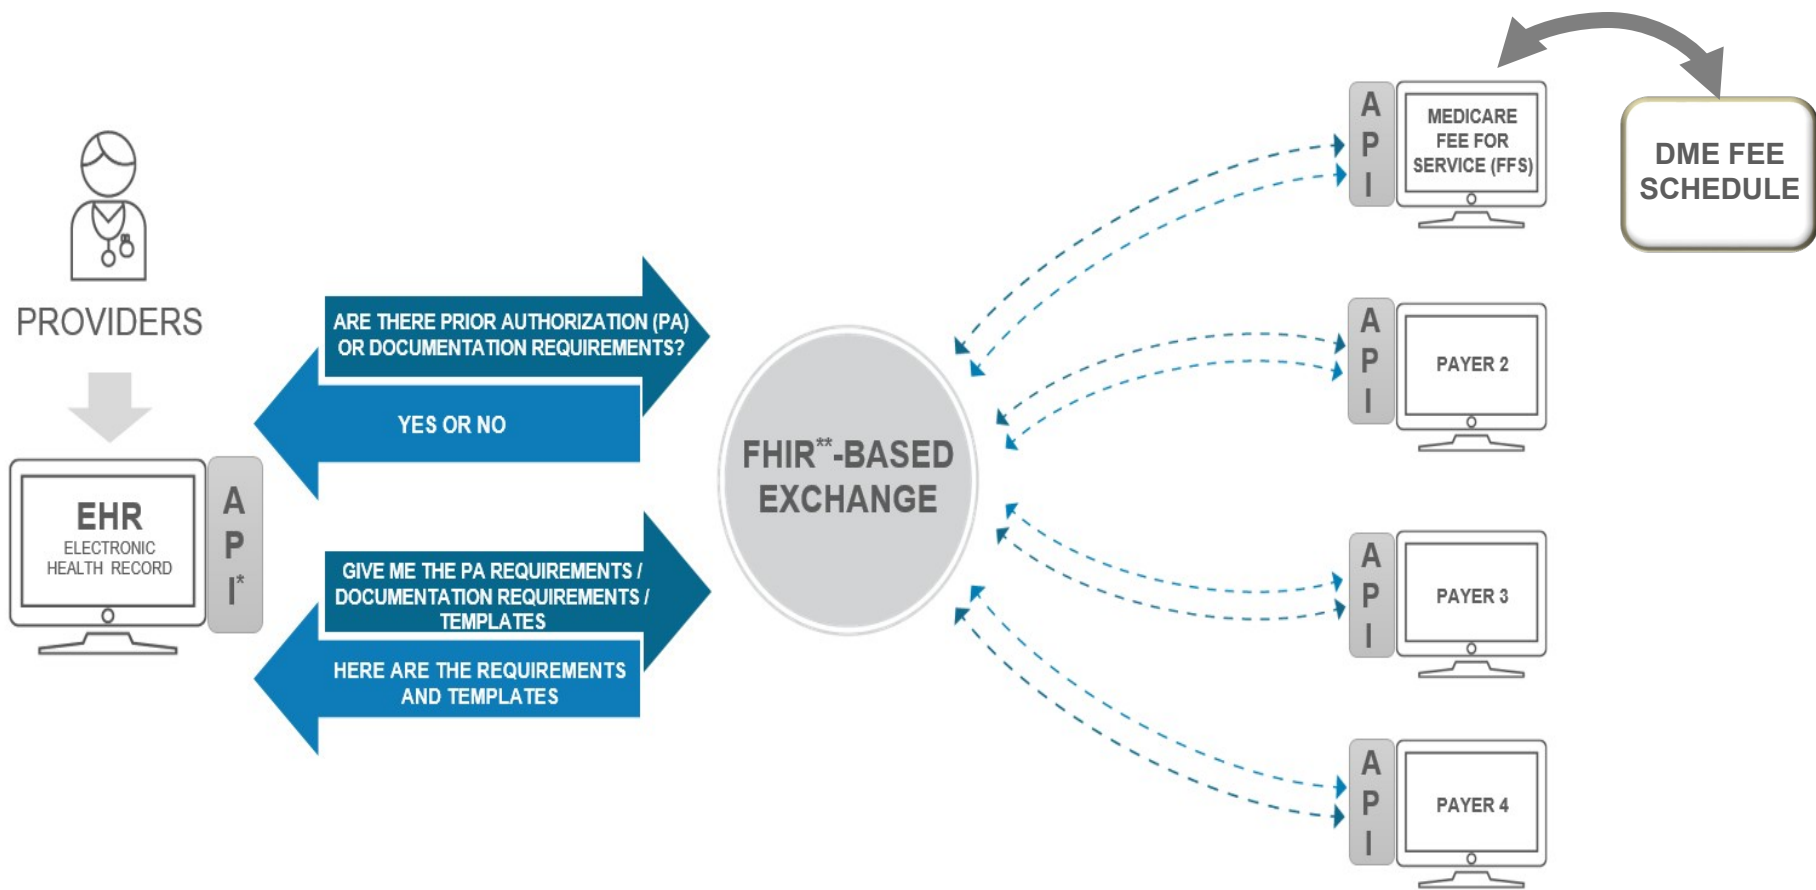 PROVIDERS
EHR
ELECTRONIC
HEALTH RECORD
A
P
I*
ARE THERE PRIOR AUTHORIZATION (PA)
OR DOCUMENTATION REQUIREMENTS?
YES OR NO
GIVE ME THE PA REQUIREMENTS /
DOCUMENTATION REQUIREMENTS /
TEMPLATES
HERE ARE THE REQUIREMENTS
AND TEMPLATES
FHIR**-BASED
EXCHANGE
A
P
I
MEDICARE
FEE FOR
SERVICE (FFS)
DME FEE
SCHEDULE
A
P
I
PAYER 2
A
P
I
PAYER 3
A
P
I
PAYER 4